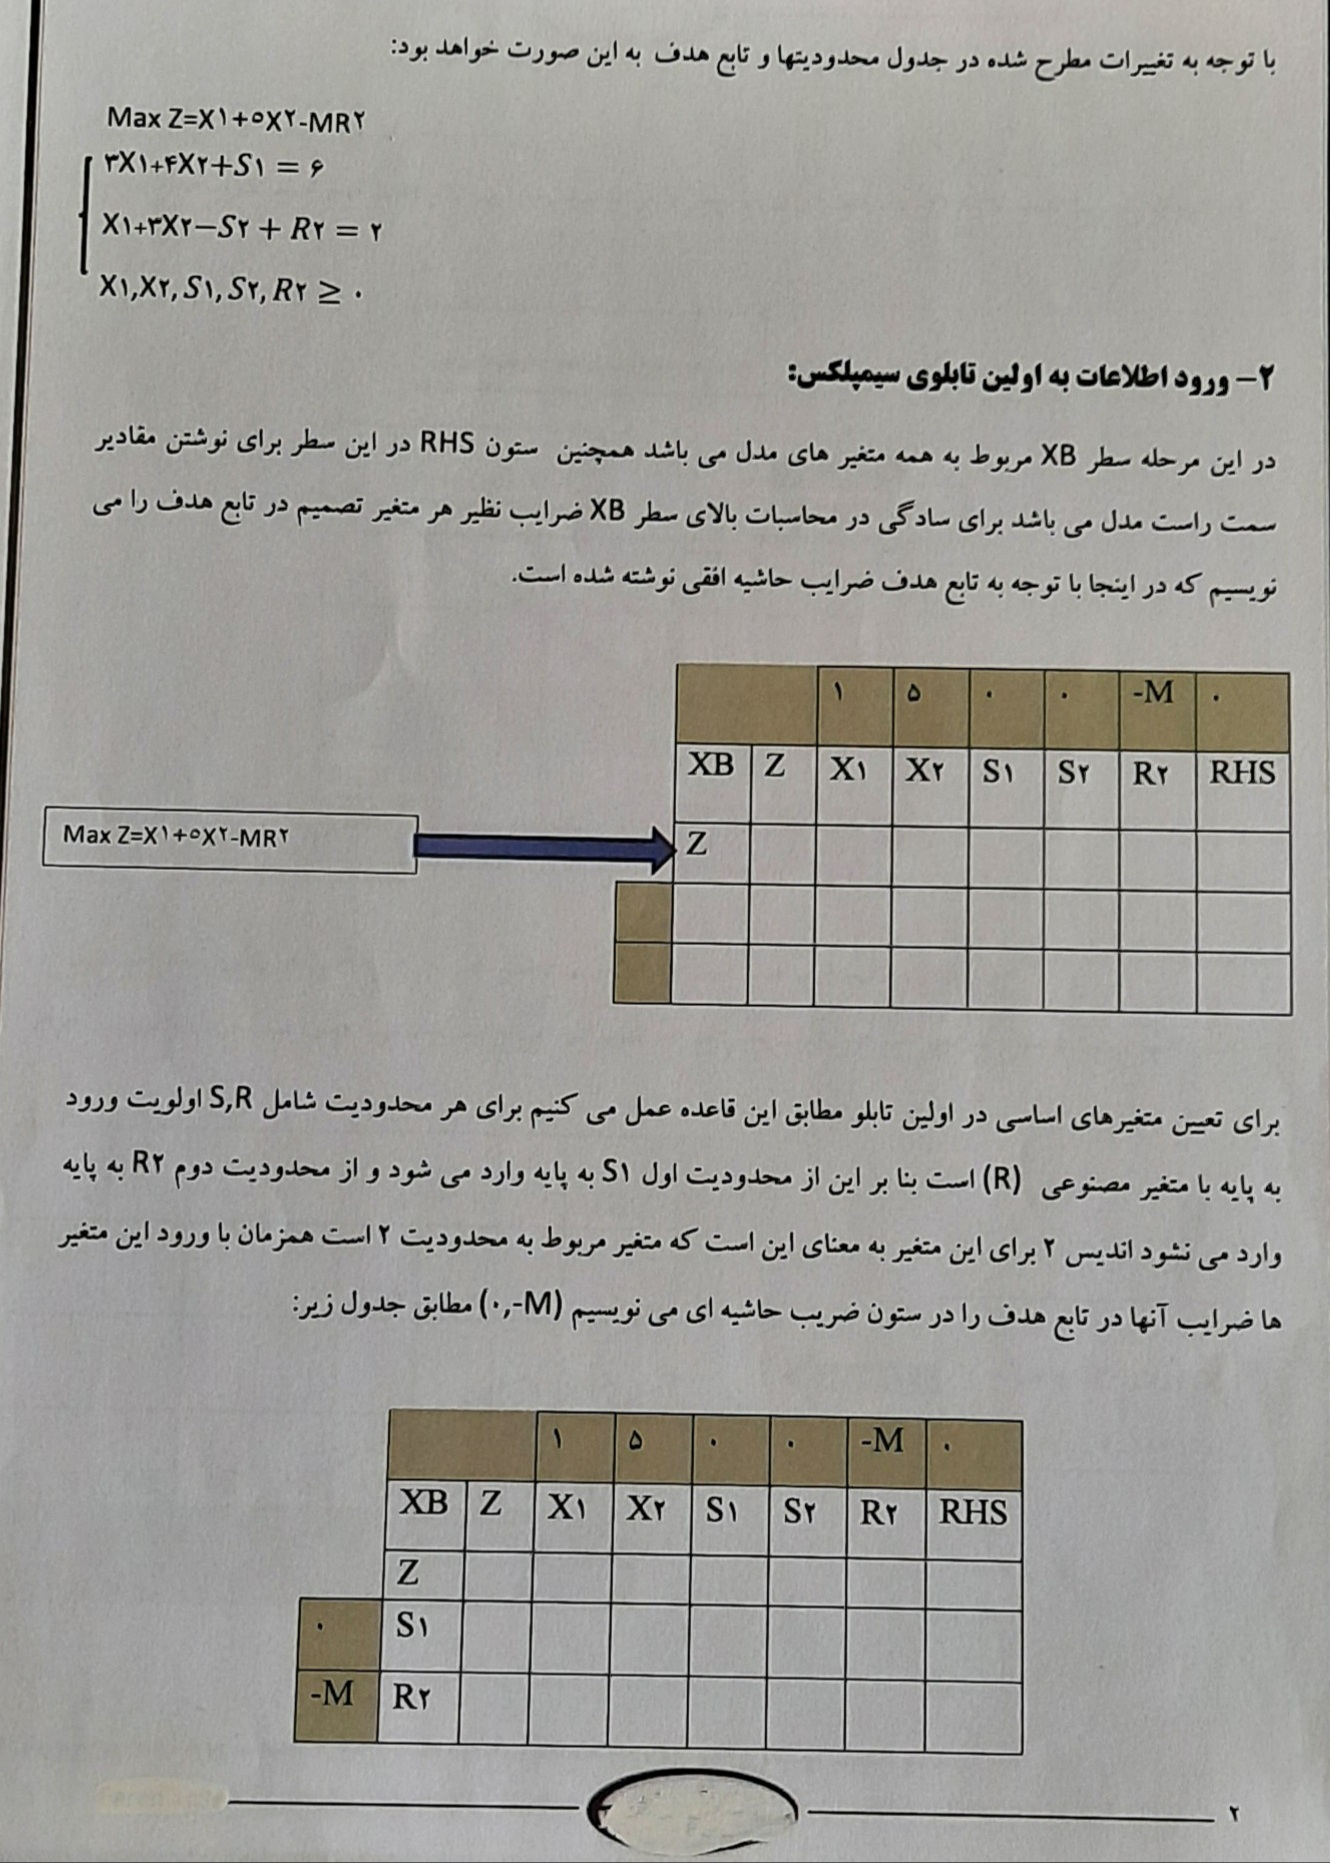 با توجه به تغییرات مطرح شده در جدول محدودیتها و تابع هدف به این صورت خواهد بود:
Max Z=X۱+۵X۲-MR۲
۳X۱+۴X۲+S۱ = ۶
X۱+۳X۲−S۲ + R۲ = ۲
X۱,X۲, S۱, S۲, R۲ ≥ ۰
۲– ورود اطلاعات به اولین تابلوی سیمپلکس:
در این مرحله سطر XB مربوط به همه متغیر های مدل می باشد همچنین ستون RHS در این سطر برای نوشتن مقادیر
سمت راست مدل می باشد برای سادگی در محاسبات بالای سطر XB ضرایب نظیر هر متغیر تصمیم در تابع هدف را می
نویسیم که در اینجا با توجه به تابع هدف ضرایب حاشیه افقی نوشته شده است.
۱ ۵ ۰ ۰ -M ۰
XB Z X۱ X۲ S۱ S۲ R۲ RHS
Max Z=X۱+۵X۲-MR۲
Z
برای تعیین متغیرهای اساسی در اولین تابلو مطابق این قاعده عمل می کنیم برای هر محدودیت شامل S,R اولویت ورود
به پایه با متغیر مصنوعی (R) است بنا بر این از محدودیت اول S۱ به پایه وارد می شود و از محدودیت دوم R۲ به پایه
وارد می نشود اندیس ۲ برای این متغیر به معنای این است که متغیر مربوط به محدودیت ۲ است همزمان با ورود این متغیر
ها ضرایب آنها در تابع هدف را در ستون ضریب حاشیه ای می نویسیم (۰,-M) مطابق جدول زیر:
۱ ۵ ۰ ۰ -M ۰
XB Z X۱ X۲ S۱ S۲ R۲ RHS
Z
۰ S۱
-M R۲
۲